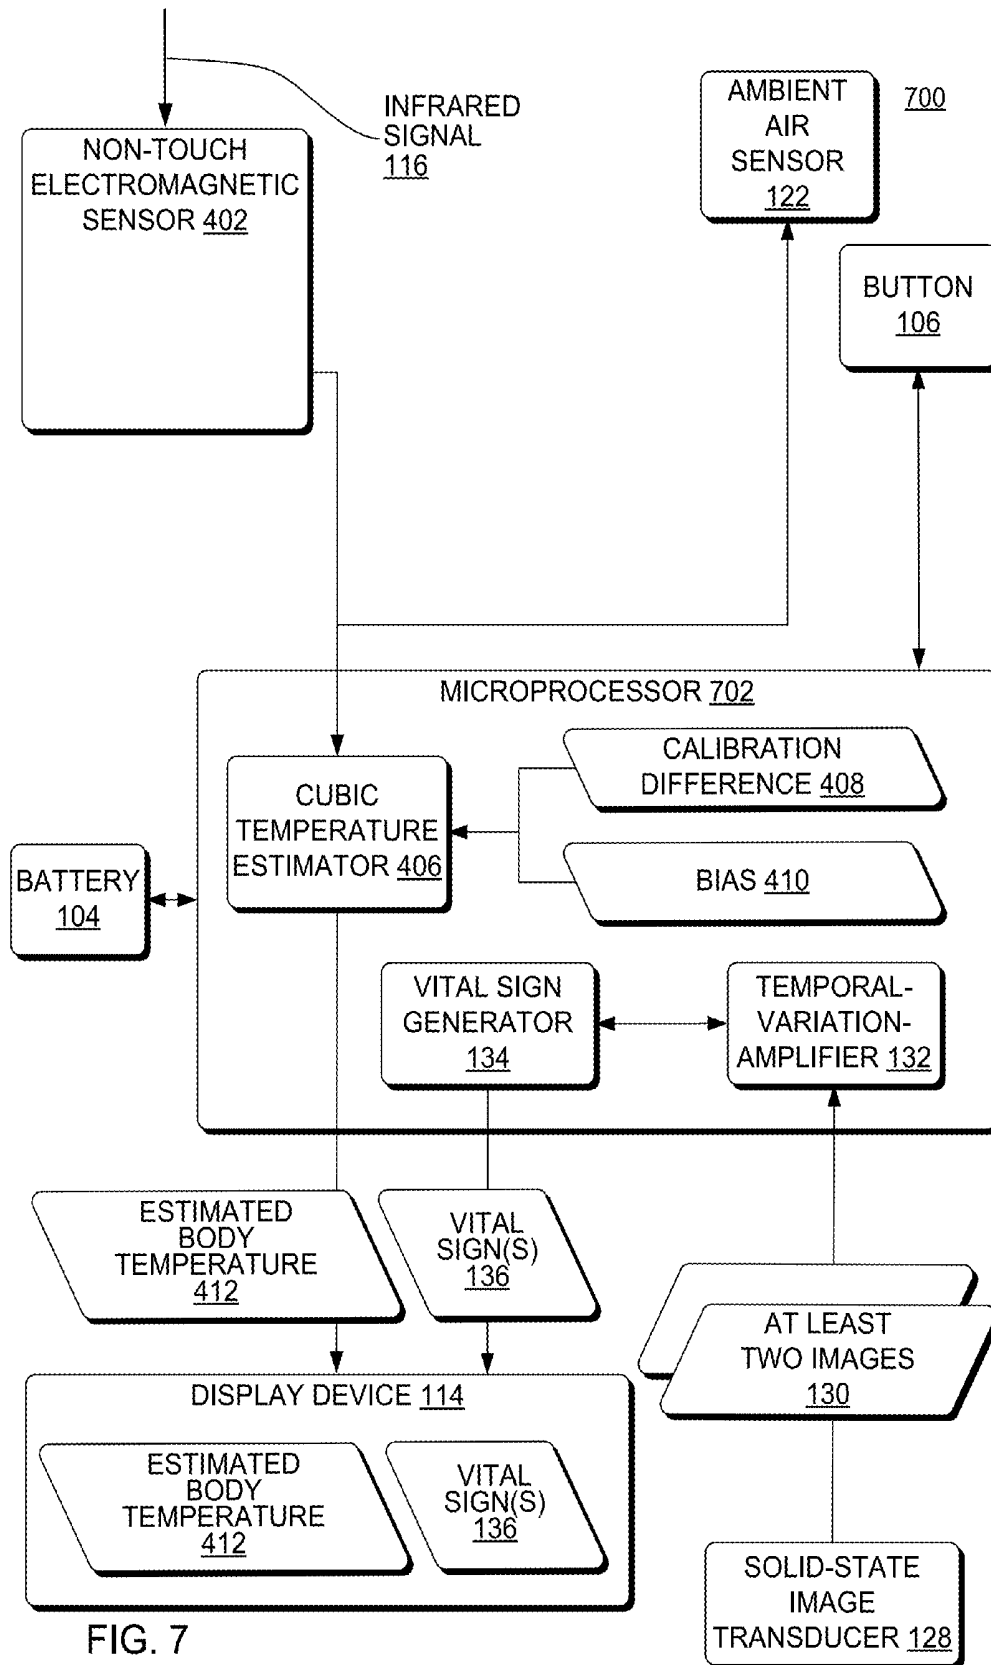 INFRARED
SIGNAL
116
NON-TOUCH
ELECTROMAGNETIC
SENSOR 402
AMBIENT
AIR
SENSOR
122
700
BUTTON
106
MICROPROCESSOR 702
CUBIC
TEMPERATURE
ESTIMATOR 406
CALIBRATION
DIFFERENCE 408
BIAS 410
BATTERY
104
VITAL SIGN
GENERATOR
134
TEMPORAL-
VARIATION-
AMPLIFIER 132
ESTIMATED
BODY
TEMPERATURE
412
VITAL
SIGN(S)
136
AT LEAST
TWO IMAGES
130
DISPLAY DEVICE 114
ESTIMATED
BODY
TEMPERATURE
412
VITAL
SIGN(S)
136
SOLID-STATE
IMAGE
TRANSDUCER 128
FIG. 7